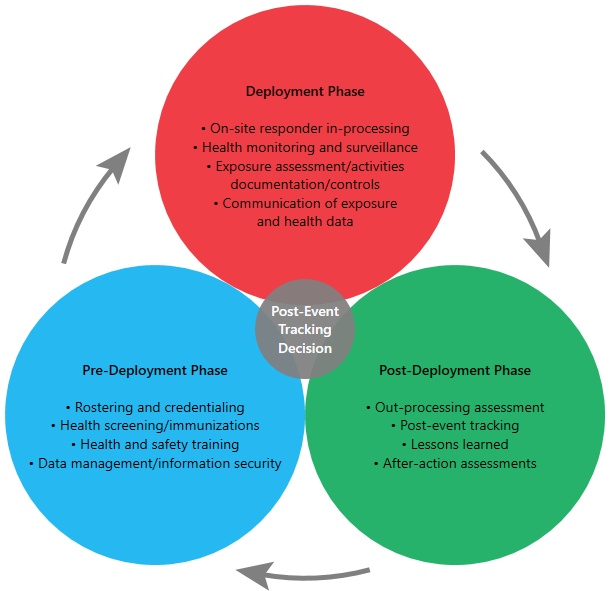 Deployment Phase
• On-site responder in-processing
• Health monitoring and surveillance
• Exposure assessment/activities
documentation/controls
• Communication of exposure
and health data
Post-Event
Tracking
Decision
Pre-Deployment Phase
• Rostering and credentialing
• Health screening/immunizations
• Health and safety training
• Data management/information security
Post-Deployment Phase
• Out-processing assessment
• Post-event tracking
• Lessons learned
• After-action assessments